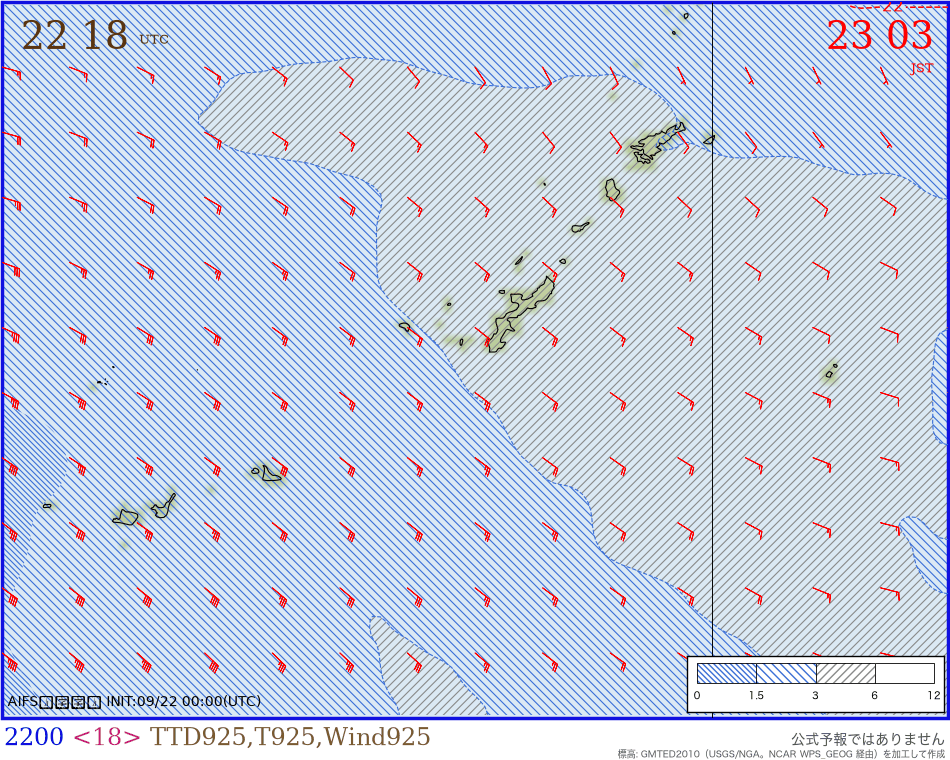 22 18 UTC
22
23 03
JST
AIFS□□□□ INIT:09/22 00:00(UTC)
0 1.5 3 6 12
2200 <18> TTD925,T925,Wind925
公式予報ではありません
標高: GMTED2010（USGS/NGA。NCAR WPS_GEOG 経由）を加工して作成